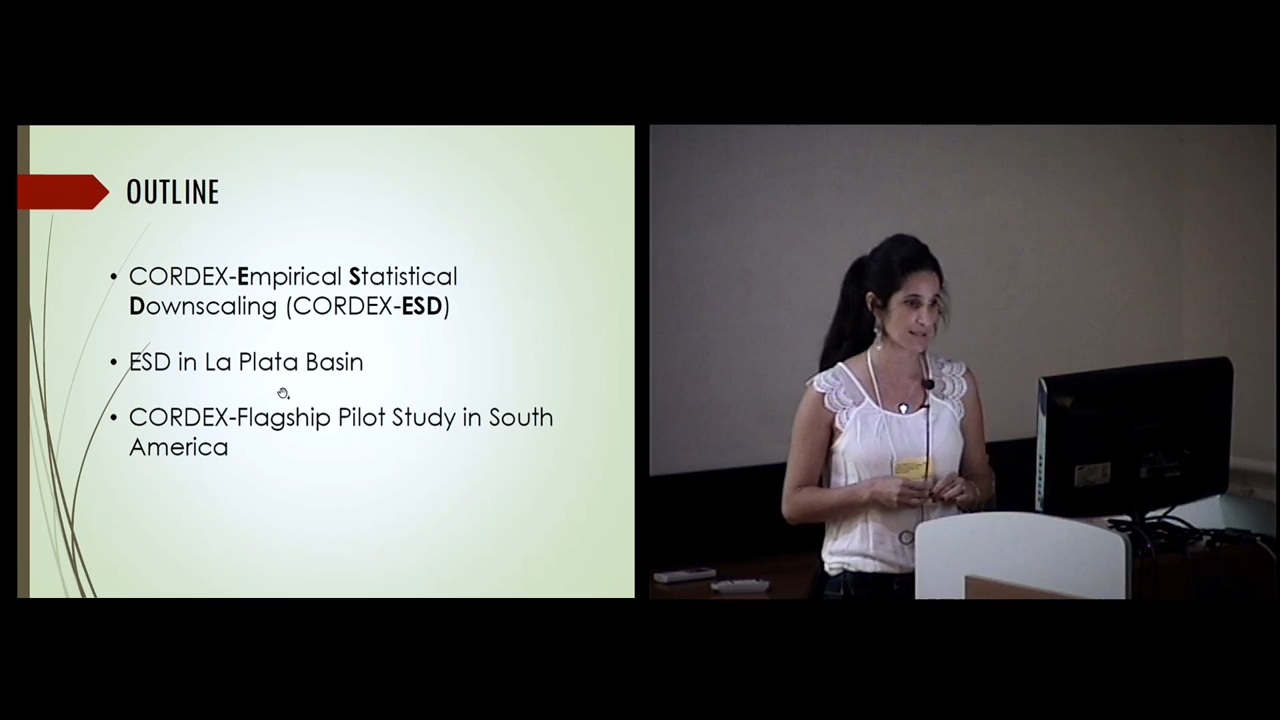 OUTLINE
• CORDEX-Empirical Statistical
Downscaling (CORDEX-ESD)
• ESD in La Plata Basin
• CORDEX-Flagship Pilot Study in South
America